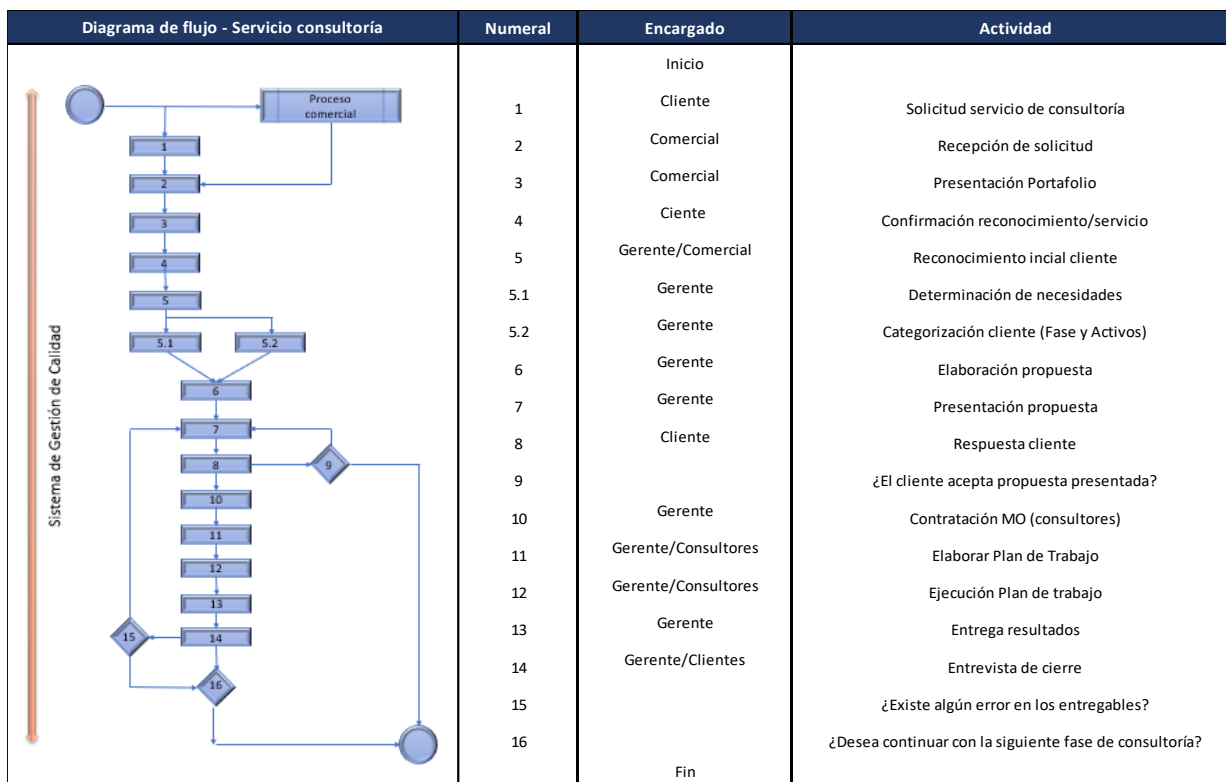 Diagrama de flujo - Servicio consultoría Numeral Encargado Actividad
Inicio
1 Cliente Solicitud servicio de consultoría
2 Comercial Recepción de solicitud
3 Comercial Presentación Portafolio
4 Ciente Confirmación reconocimiento/servicio
5 Gerente/Comercial Reconocimiento incial cliente
5.1 Gerente Determinación de necesidades
5.2 Gerente Categorización cliente (Fase y Activos)
6 Gerente Elaboración propuesta
7 Gerente Presentación propuesta
8 Cliente Respuesta cliente
9 ¿El cliente acepta propuesta presentada?
10 Gerente Contratación MO (consultores)
11 Gerente/Consultores Elaborar Plan de Trabajo
12 Gerente/Consultores Ejecución Plan de trabajo
13 Gerente Entrega resultados
14 Gerente/Clientes Entrevista de cierre
15 ¿Existe algún error en los entregables?
16 ¿Desea continuar con la siguiente fase de consultoría?
Fin
Sistema de Gestión de Calidad
Proceso
comercial
1
2
3
4
5
5.1 5.2
6
7
8 9
10
11
12
13
15 14
16